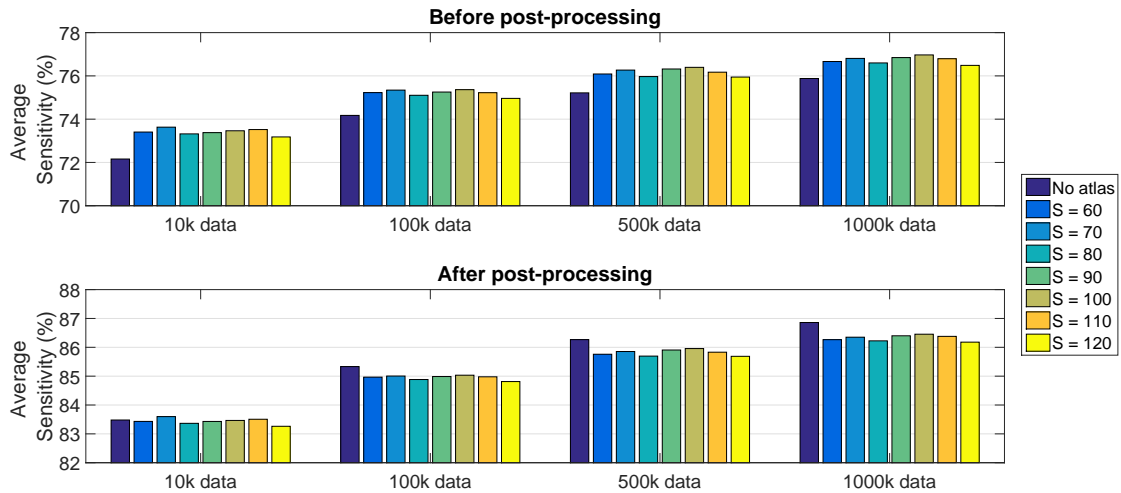 Before post-processing
Average
Sensitivity (%)
78
76
74
72
70
10k data
100k data
500k data
1000k data
After post-processing
Average
Sensitivity (%)
88
87
86
85
84
83
82
10k data
100k data
500k data
1000k data
No atlas
S = 60
S = 70
S = 80
S = 90
S = 100
S = 110
S = 120